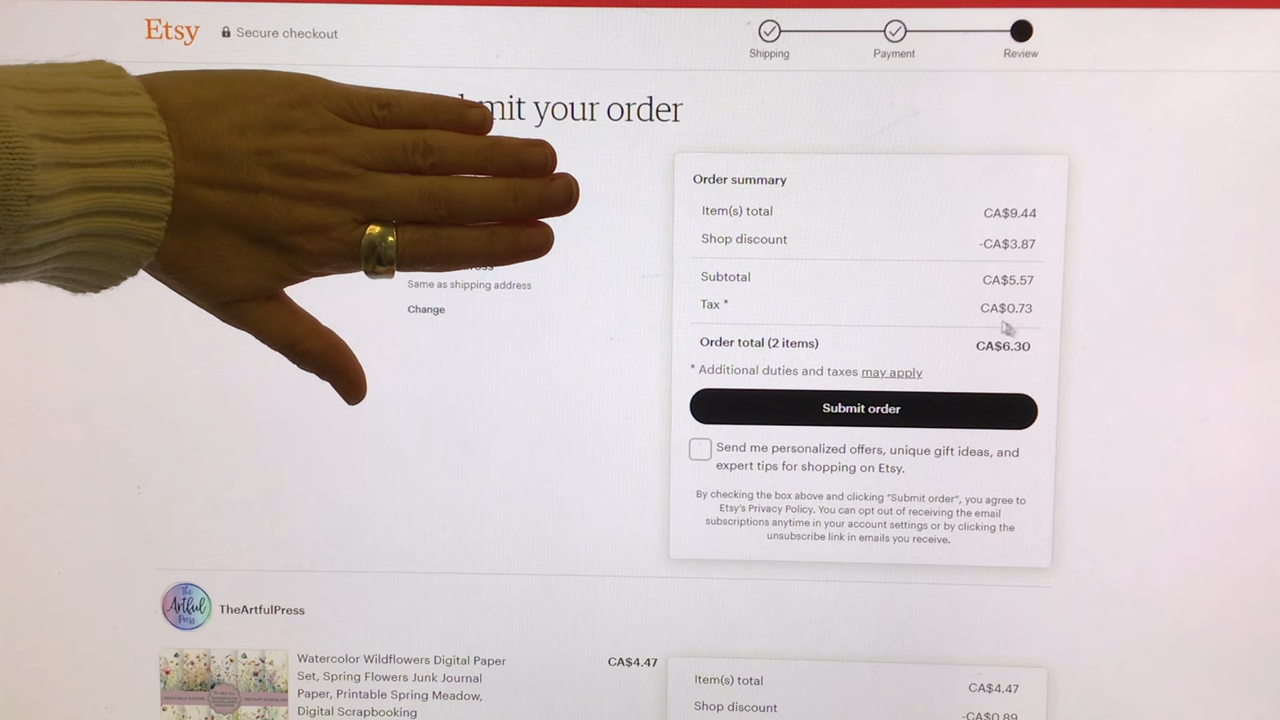 Etsy
Secure checkout
Shipping
Payment
Review
your order
Order summary
Item(s) total
CA$9.44
Shop discount
-CA$3.87
Subtotal
CA$5.57
Tax *
CA$0.73
Order total (2 items)
CA$6.30
* Additional duties and taxes may apply
Submit order
Send me personalized offers, unique gift ideas, and
expert tips for shopping on Etsy.
By checking the box above and clicking "Submit order", you agree to
Etsy's Privacy Policy. You can opt out of receiving the email
subscriptions anytime in your account settings or by clicking the
unsubscribe link in emails you receive.
Same as shipping address
Change
The
Artful
Press
TheArtfulPress
Watercolor Wildflowers Digital Paper
Set, Spring Flowers Junk Journal
Paper, Printable Spring Meadow,
Digital Scrapbooking
CA$4.47
Item(s) total
CA$4.47
Shop discount
-CA$0.89